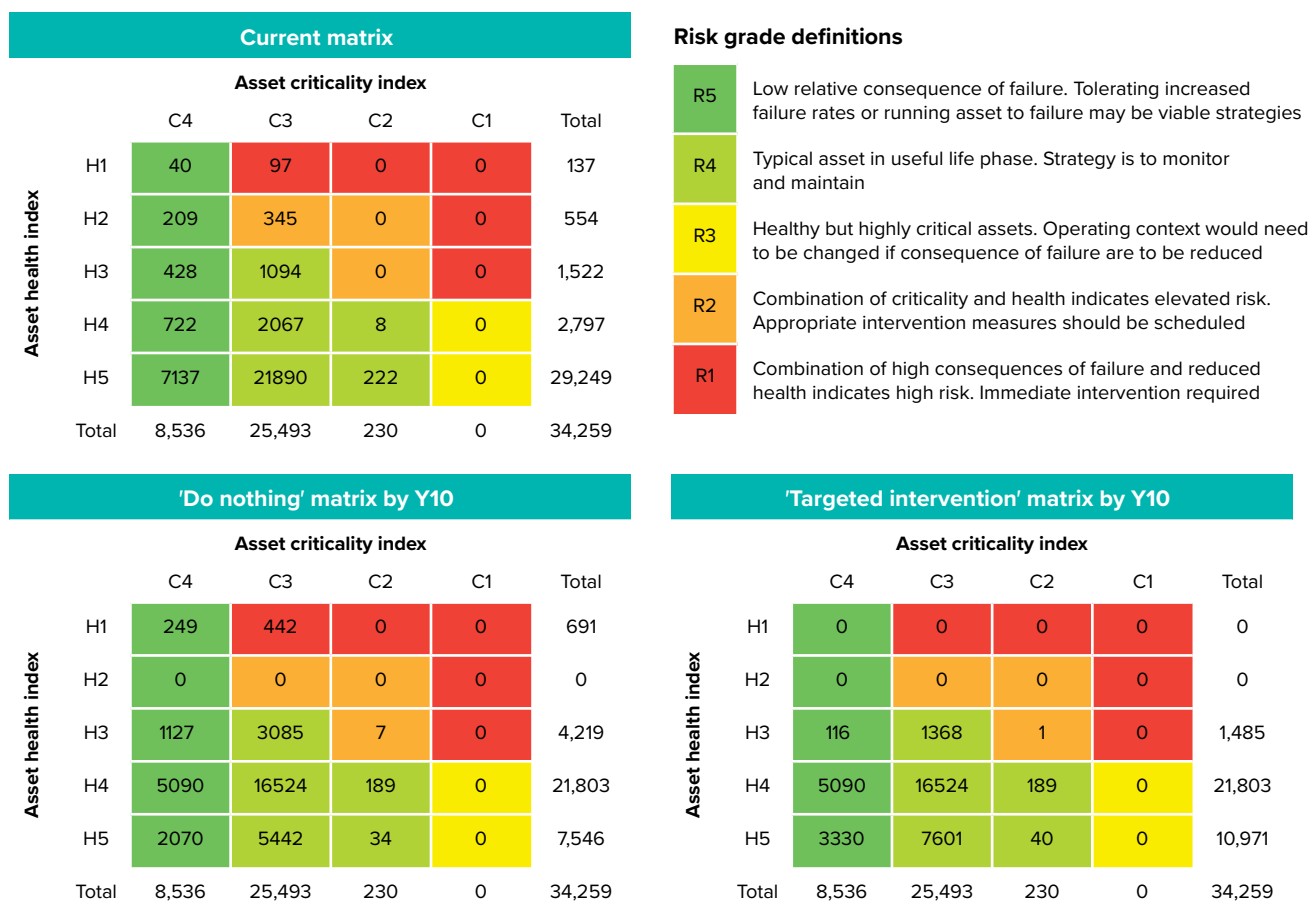 Current matrix
Asset criticality index
C4 C3 C2 C1 Total
Asset health index
H1 40 97 0 0 137
H2 209 345 0 0 554
H3 428 1094 0 0 1,522
H4 722 2067 8 0 2,797
H5 7137 21890 222 0 29,249
Total 8,536 25,493 230 0 34,259
Risk grade definitions
R5 Low relative consequence of failure. Tolerating increased
failure rates or running asset to failure may be viable strategies
R4 Typical asset in useful life phase. Strategy is to monitor
and maintain
R3 Healthy but highly critical assets. Operating context would need
to be changed if consequence of failure are to be reduced
R2 Combination of criticality and health indicates elevated risk.
Appropriate intervention measures should be scheduled
R1 Combination of high consequences of failure and reduced
health indicates high risk. Immediate intervention required
'Do nothing' matrix by Y10
Asset criticality index
C4 C3 C2 C1 Total
Asset health index
H1 249 442 0 0 691
H2 0 0 0 0 0
H3 1127 3085 7 0 4,219
H4 5090 16524 189 0 21,803
H5 2070 5442 34 0 7,546
Total 8,536 25,493 230 0 34,259
'Targeted intervention' matrix by Y10
Asset criticality index
C4 C3 C2 C1 Total
Asset health index
H1 0 0 0 0 0
H2 0 0 0 0 0
H3 116 1368 1 0 1,485
H4 5090 16524 189 0 21,803
H5 3330 7601 40 0 10,971
Total 8,536 25,493 230 0 34,259